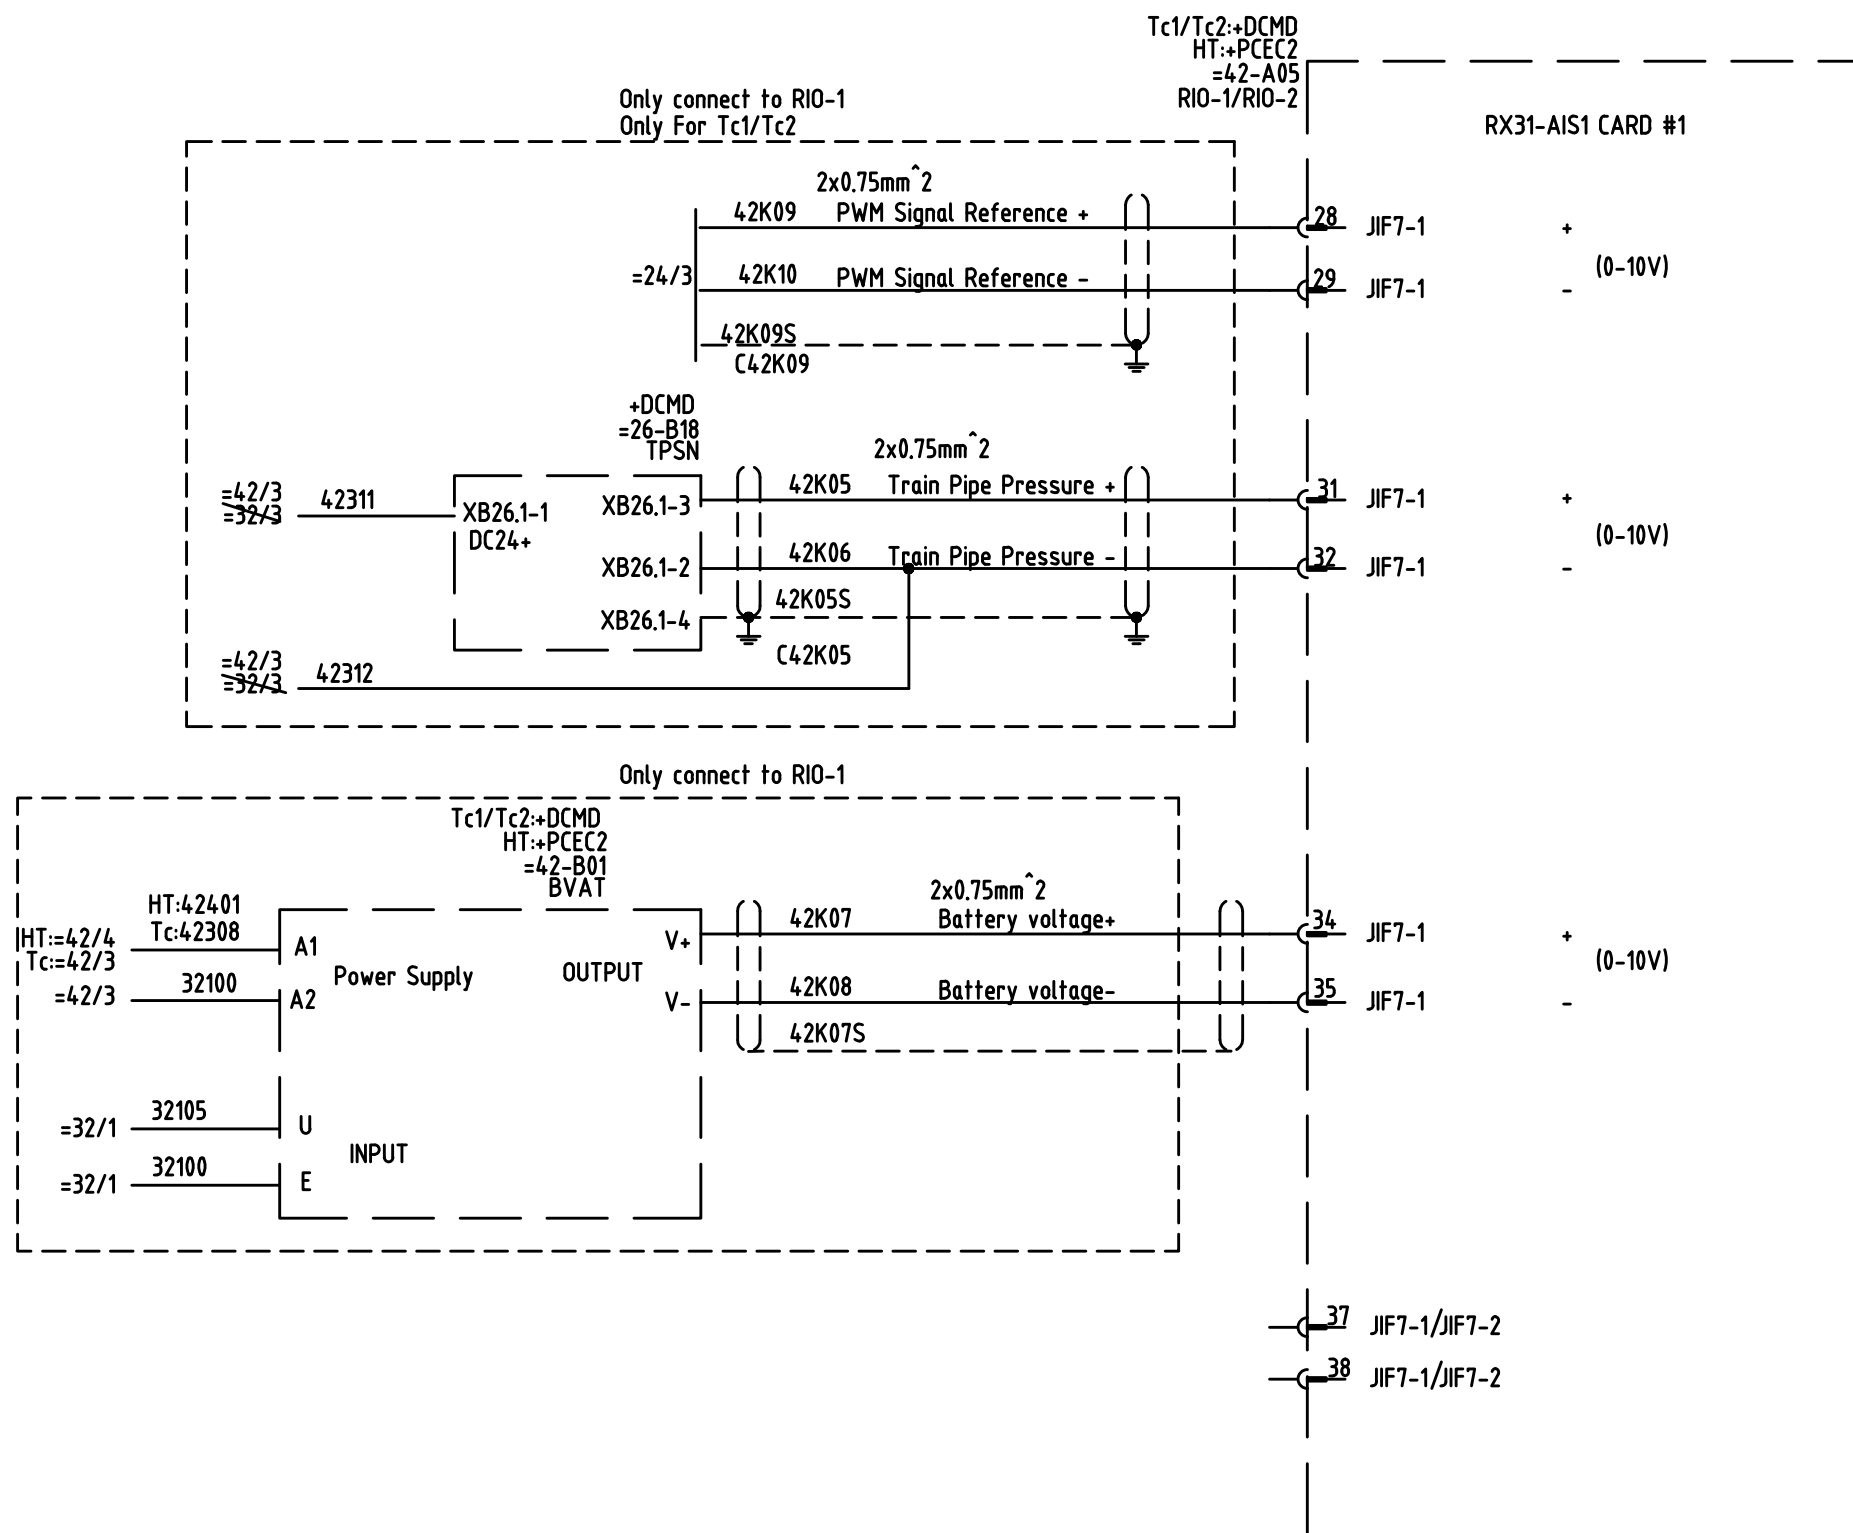 Tc1/Tc2:+DCMD
HT:+PCEC2
=42-A05
RIO-1/RIO-2
RX31-AIS1 CARD #1
Only connect to RIO-1
Only For Tc1/Tc2
2x0.75mm^2
42K09 PWM Signal Reference + 28 JIF7-1 +
(0-10V)
=24/3 42K10 PWM Signal Reference - 29 JIF7-1 -
42K09S
C42K09
+DCMD
=26-B18
TPSN
2x0.75mm^2
=42/3
=32/3
42311
XB26.1-1
DC24+
XB26.1-3 42K05 Train Pipe Pressure + 31 JIF7-1 +
(0-10V)
XB26.1-2 42K06 Train Pipe Pressure - 32 JIF7-1 -
XB26.1-4 42K05S
C42K05
=42/3
=32/3
42312
Only connect to RIO-1
Tc1/Tc2:+DCMD
HT:+PCEC2
=42-B01
BVAT
2x0.75mm^2
HT:42401
Tc:42308
HT:=42/4
Tc:=42/3
A1
=42/3 32100 A2
Power Supply
OUTPUT
V+ 42K07 Battery voltage+ 34 JIF7-1 +
(0-10V)
V- 42K08 Battery voltage- 35 JIF7-1 -
42K07S
=32/1 32105 U
INPUT
=32/1 32100 E
37 JIF7-1/JIF7-2
38 JIF7-1/JIF7-2